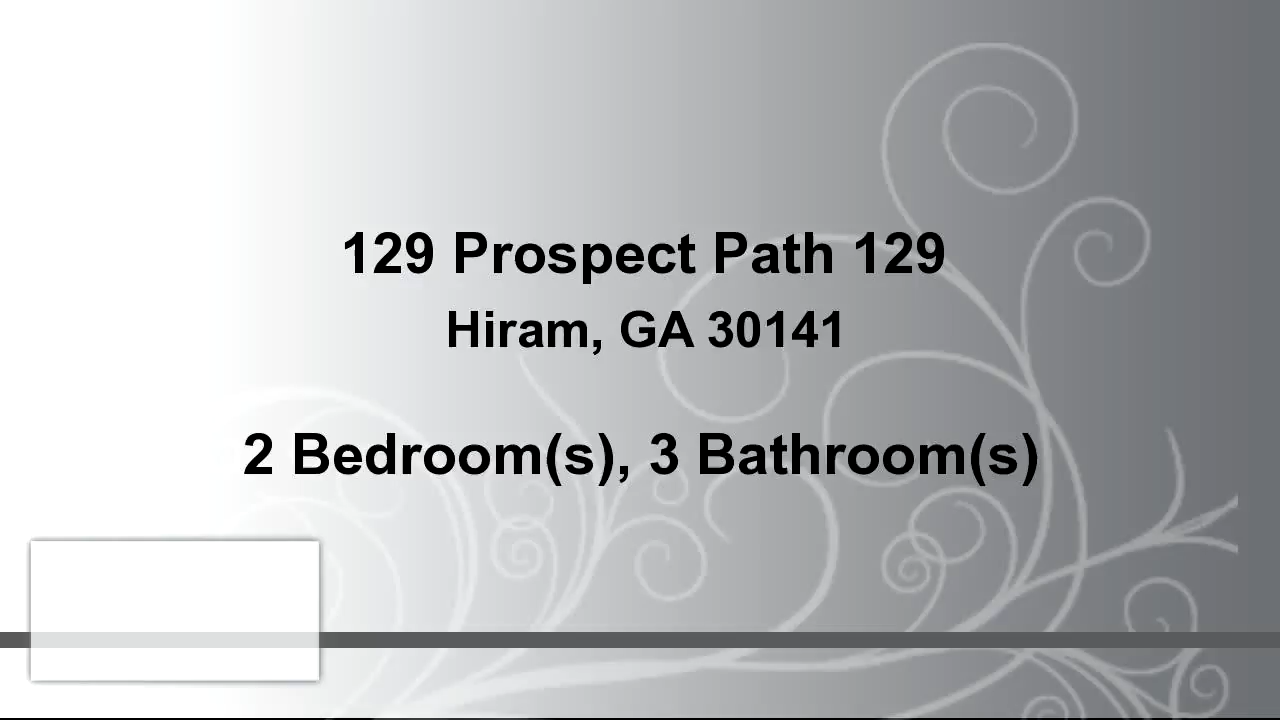 129 Prospect Path 129
Hiram, GA 30141
2 Bedroom(s), 3 Bathroom(s)